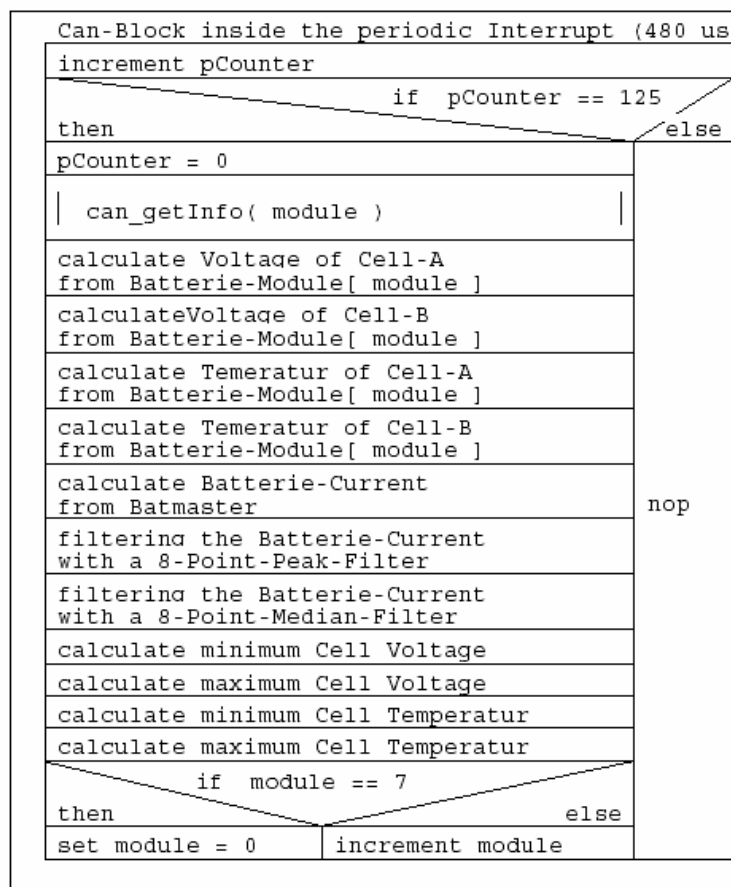 Can-Block inside the periodic Interrupt (480 us
increment pCounter
if pCounter == 125
then
else
pCounter = 0
can_getInfo( module )
calculate Voltage of Cell-A
from Batterie-Module[ module ]
calculateVoltage of Cell-B
from Batterie-Module[ module ]
calculate Temeratur of Cell-A
from Batterie-Module[ module ]
calculate Temeratur of Cell-B
from Batterie-Module[ module ]
calculate Batterie-Current
from Batmaster
nop
filtering the Batterie-Current
with a 8-Point-Peak-Filter
filtering the Batterie-Current
with a 8-Point-Median-Filter
calculate minimum Cell Voltage
calculate maximum Cell Voltage
calculate minimum Cell Temperatur
calculate maximum Cell Temperatur
if module == 7
then
else
set module = 0
increment module